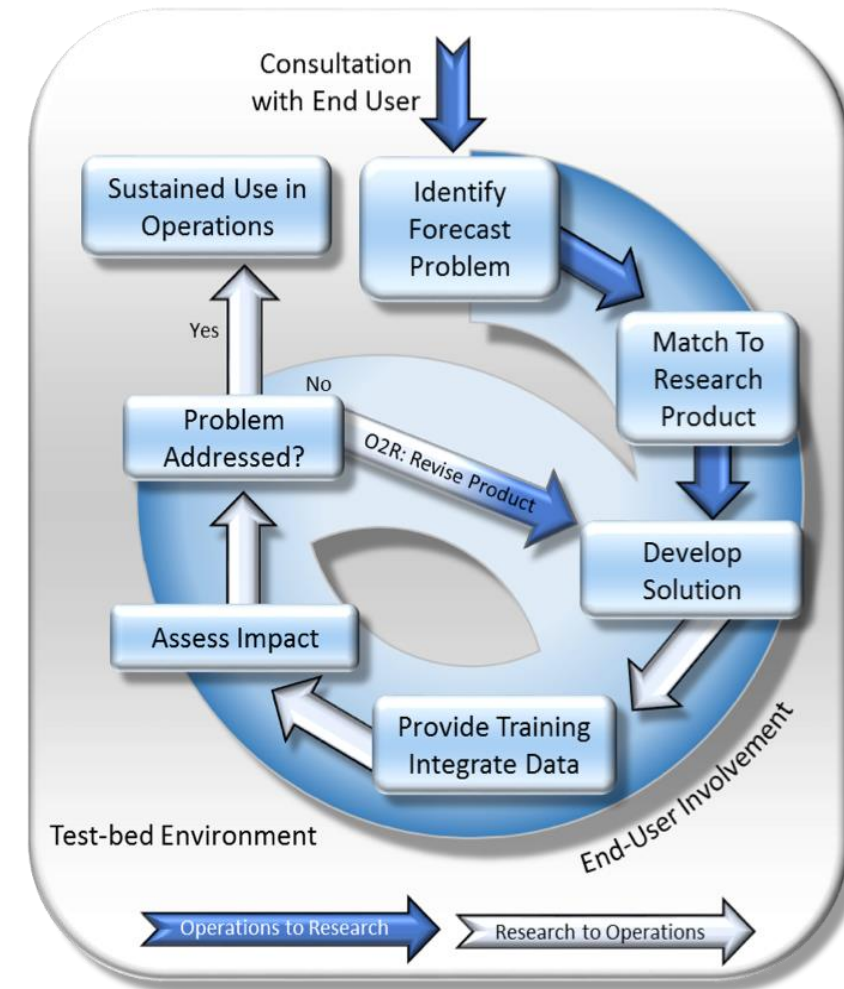 Consultation
with End User
Sustained Use in
Operations
Identify
Forecast
Problem
Yes
Match To
Research
Product
No
Problem
Addressed?
O2R: Revise Product
Develop
Solution
Assess Impact
Provide Training
Integrate Data
Test-bed Environment
End-User Involvement
Operations to Research
Research to Operations